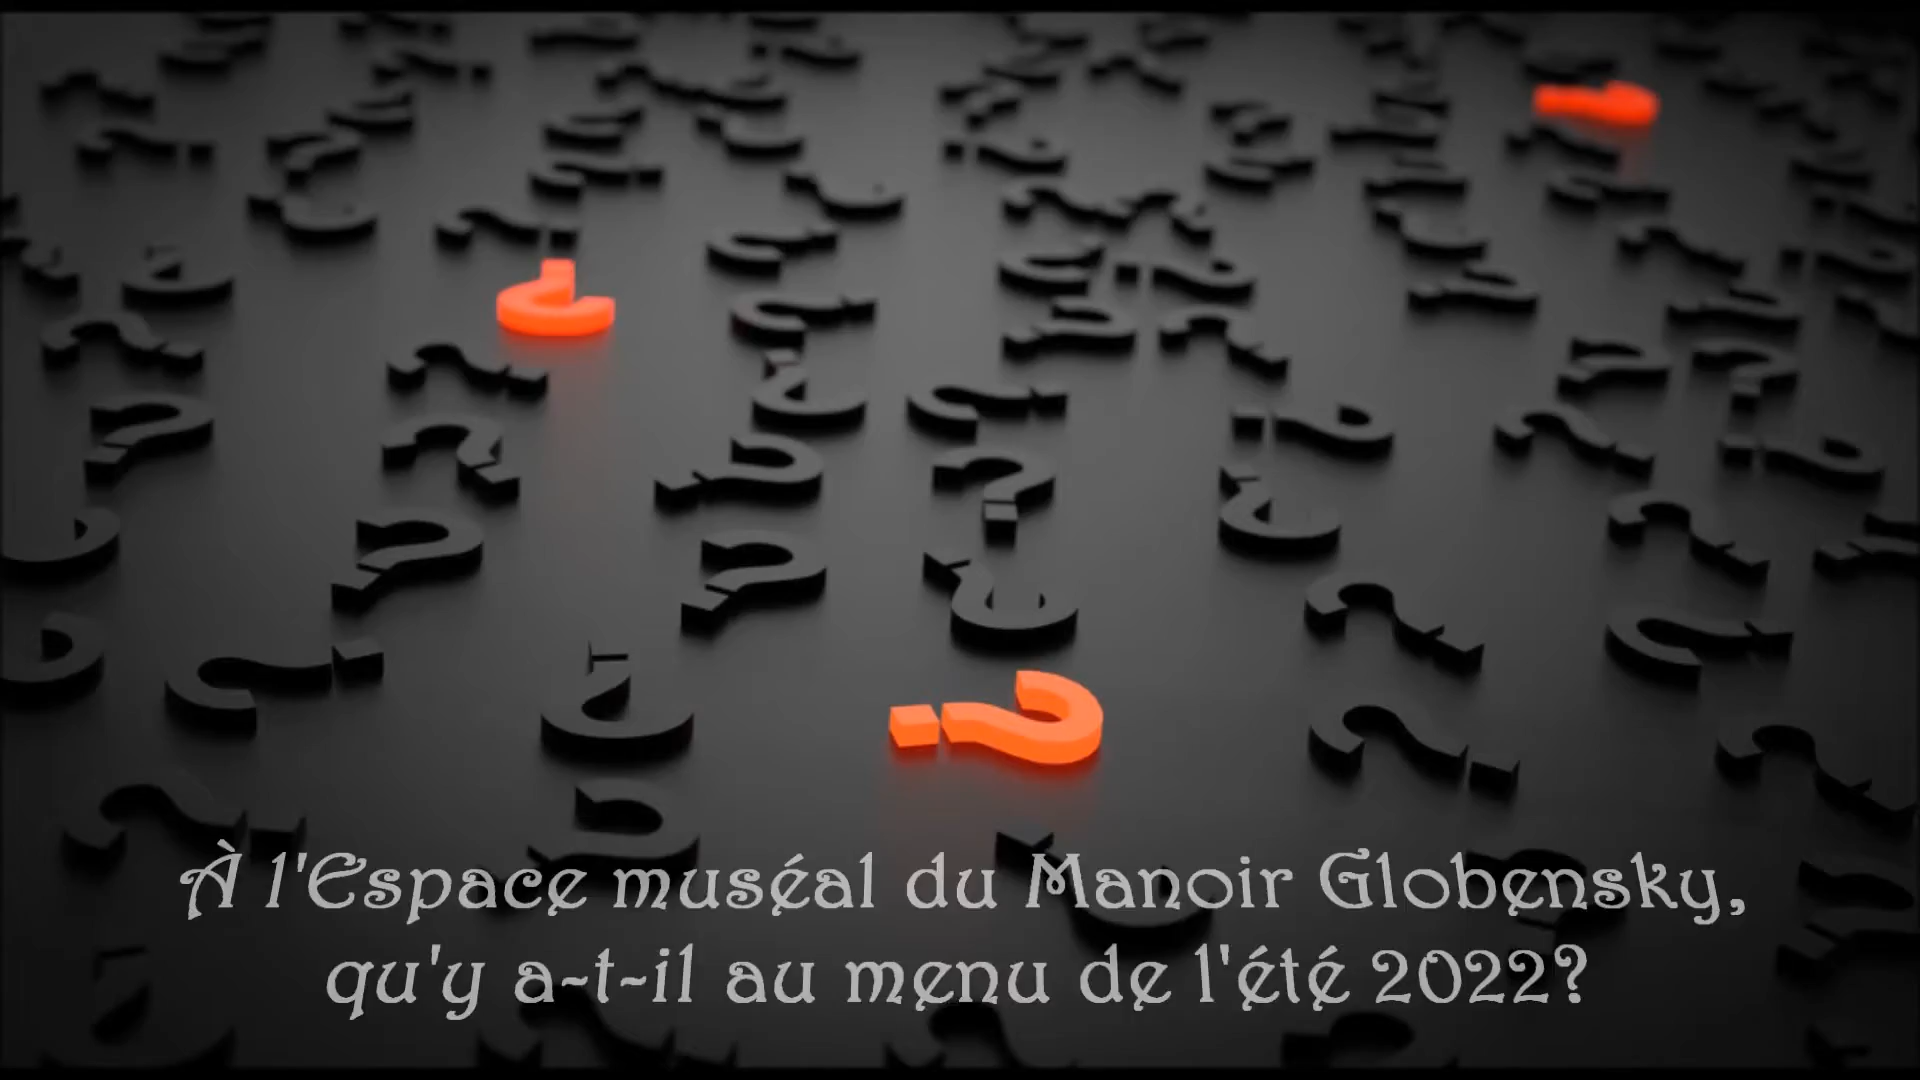 À l'Espace muséal du Manoir Globensky,
qu'y a-t-il au menu de l'été 2022?